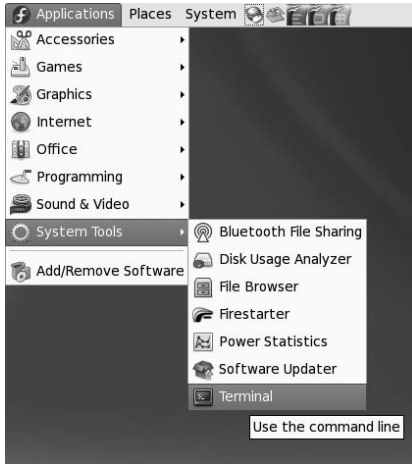 Applications Places System
Accessories
Games
Graphics
Internet
Office
Programming
Sound & Video
System Tools
Add/Remove Software
Bluetooth File Sharing
Disk Usage Analyzer
File Browser
Firestarter
Power Statistics
Software Updater
Terminal
Use the command line